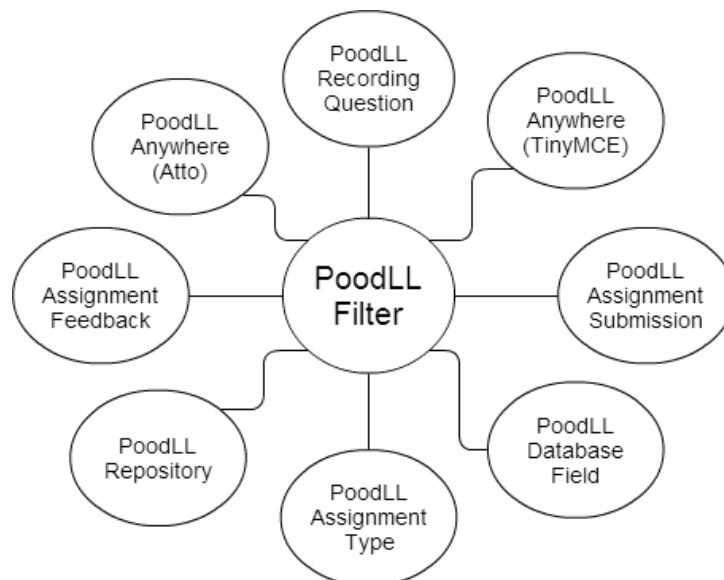 PoodLL
Recording
Question
PoodLL
Anywhere
(Atto)
PoodLL
Anywhere
(TinyMCE)
PoodLL
Assignment
Feedback
PoodLL
Filter
PoodLL
Assignment
Submission
PoodLL
Repository
PoodLL
Assignment
Type
PoodLL
Database
Field